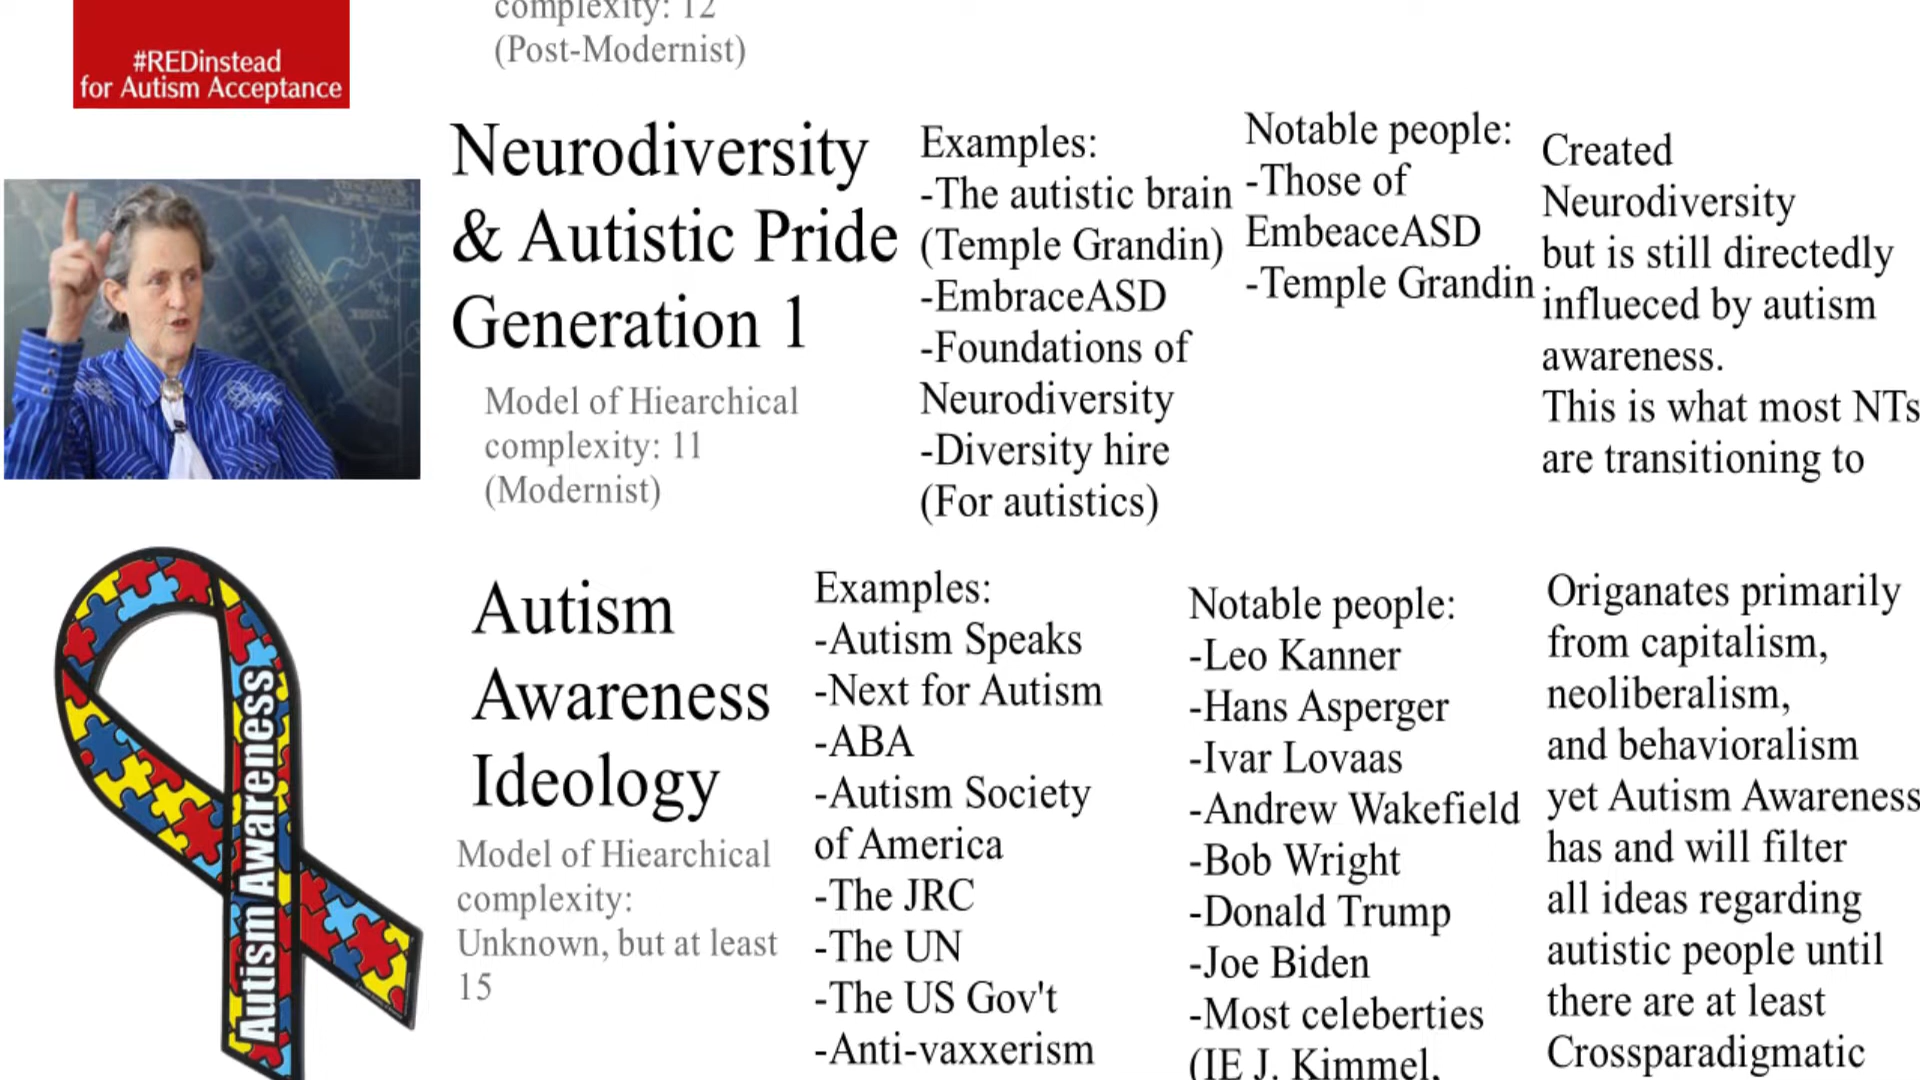 complexity: 12
(Post-Modernist)
#REDinstead
for Autism Acceptance
Neurodiversity
& Autistic Pride
Generation 1
Model of Hiearchical
complexity: 11
(Modernist)
Examples:
-The autistic brain
(Temple Grandin)
-EmbraceASD
-Foundations of
Neurodiversity
-Diversity hire
(For autistics)
Notable people:
-Those of
EmbeaceASD
-Temple Grandin
Created
Neurodiversity
but is still directedly
influeced by autism
awareness.
This is what most NTs
are transitioning to
Autism Awareness
Autism
Awareness
Ideology
Model of Hiearchical
complexity:
Unknown, but at least
15
Examples:
-Autism Speaks
-Next for Autism
-ABA
-Autism Society
of America
-The JRC
-The UN
-The US Gov't
-Anti-vaxxerism
Notable people:
-Leo Kanner
-Hans Asperger
-Ivar Lovaas
-Andrew Wakefield
-Bob Wright
-Donald Trump
-Joe Biden
-Most celeberties
(IE J. Kimmel,
Origanates primarily
from capitalism,
neoliberalism,
and behavioralism
yet Autism Awareness
has and will filter
all ideas regarding
autistic people until
there are at least
Crossparadigmatic